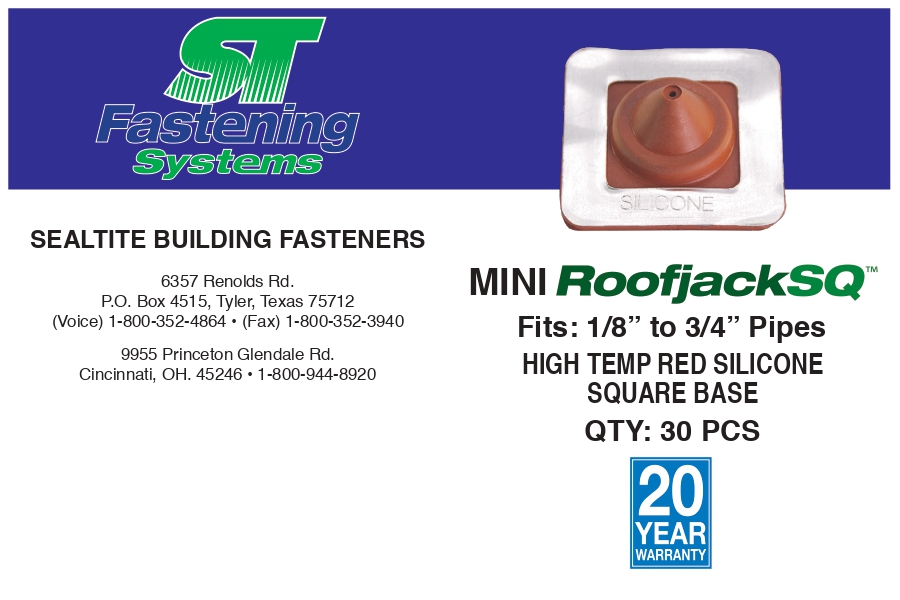 ST
Fastening
Systems
SILICONE
SEALTITE BUILDING FASTENERS
6357 Renolds Rd.
P.O. Box 4515, Tyler, Texas 75712
(Voice) 1-800-352-4864 • (Fax) 1-800-352-3940
9955 Princeton Glendale Rd.
Cincinnati, OH. 45246 • 1-800-944-8920
MINI RoofjackSQ™
Fits: 1/8” to 3/4” Pipes
HIGH TEMP RED SILICONE
SQUARE BASE
QTY: 30 PCS
20
YEAR
WARRANTY